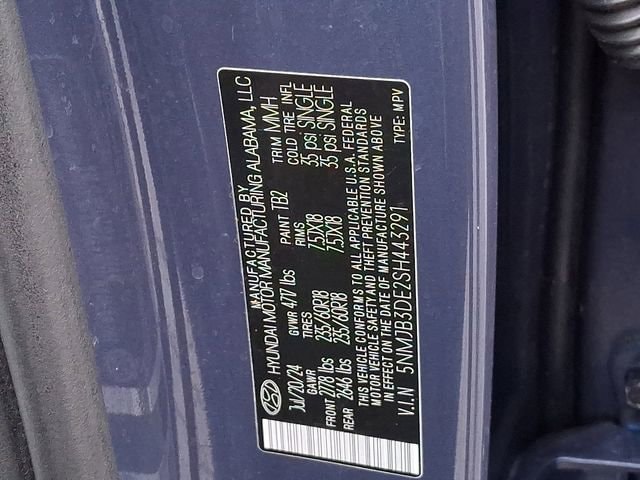 MANUFACTURED BY
HYUNDAI MOTOR MANUFACTURING ALABAMA, LLC
JU/20/24 GVWR 4777 lbs PAINT TB2 TRIM MMH
GAWR TIRES RIMS COLD TIRE INFL
FRONT 2778 lbs 235/60R18 7.5JX18 35 psi SINGLE
REAR 2646 lbs 235/60R18 7.5JX18 35 psi SINGLE
THIS VEHICLE CONFORMS TO ALL APPLICABLE U.S.A. FEDERAL
MOTOR VEHICLE SAFETY AND THEFT PREVENTION STANDARDS
IN EFFECT ON THE DATE OF MANUFACTURE SHOWN ABOVE
V.I.N 5NMJB3DE2SH443291 TYPE: MPV